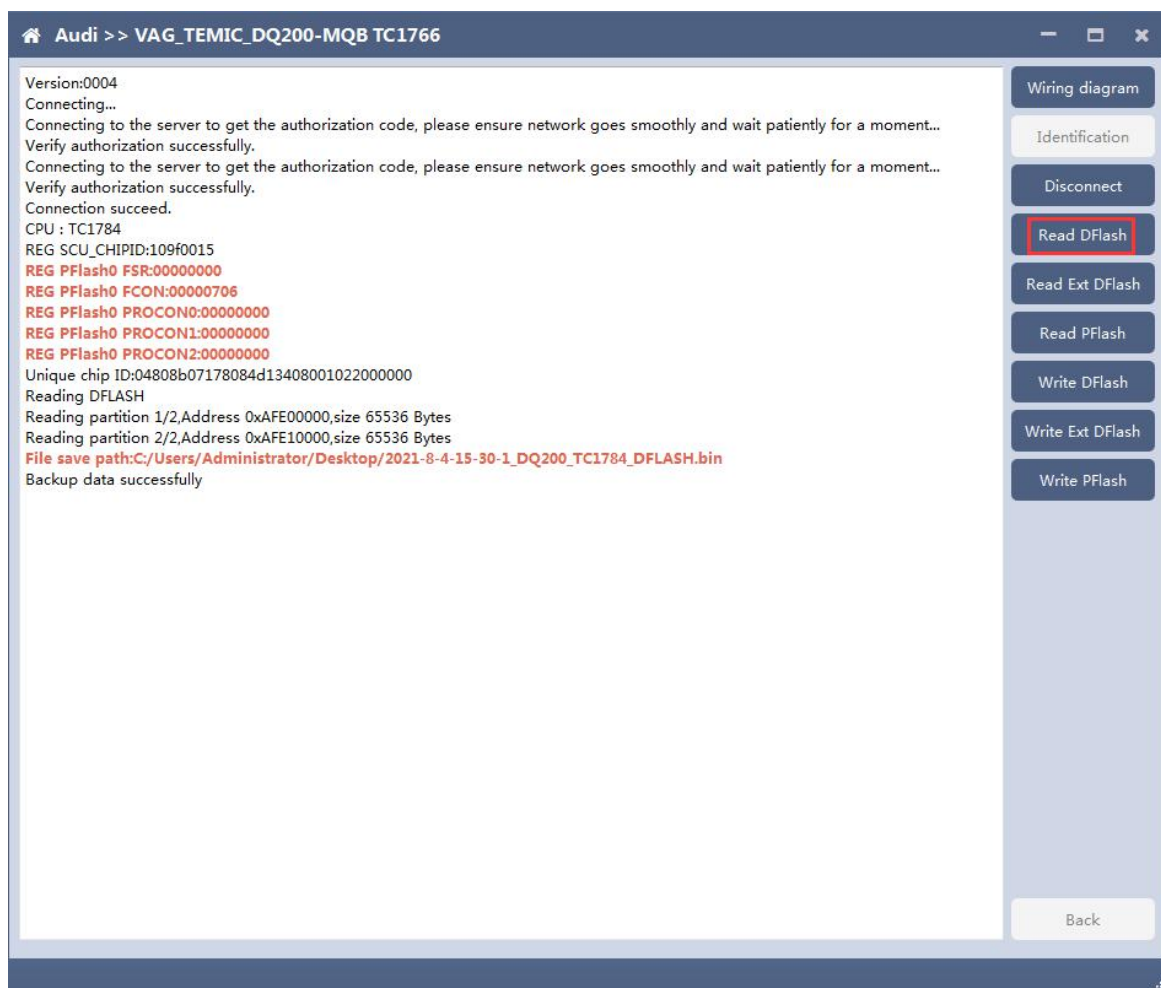 Audi >> VAG_TEMIC_DQ200-MQB TC1766
Version:0004
Connecting...
Connecting to the server to get the authorization code, please ensure network goes smoothly and wait patiently for a moment...
Verify authorization successfully.
Connecting to the server to get the authorization code, please ensure network goes smoothly and wait patiently for a moment...
Verify authorization successfully.
Connection succeed.
CPU : TC1784
REG SCU_CHIPID:109f0015
REG PFlash0 FSR:00000000
REG PFlash0 FCON:00000706
REG PFlash0 PROCON0:00000000
REG PFlash0 PROCON1:00000000
REG PFlash0 PROCON2:00000000
Unique chip ID:04808b07178084d13408001022000000
Reading DFLASH
Reading partition 1/2,Address 0xAFE00000,size 65536 Bytes
Reading partition 2/2,Address 0xAFE10000,size 65536 Bytes
File save path:C:/Users/Administrator/Desktop/2021-8-4-15-30-1_DQ200_TC1784_DFLASH.bin
Backup data successfully
Wiring diagram
Identification
Disconnect
Read DFlash
Read Ext DFlash
Read PFlash
Write DFlash
Write Ext DFlash
Write PFlash
Back